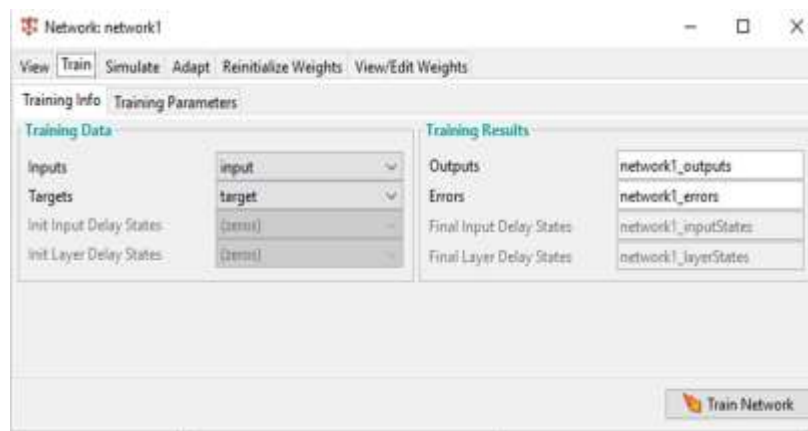 Network: network1
View Train Simulate Adapt Reinitialize Weights View/Edit Weights
Training Info Training Parameters
Training Data
Inputs input
Targets target
Init Input Delay States (zeros)
Init Layer Delay States (zeros)
Training Results
Outputs network1_outputs
Errors network1_errors
Final Input Delay States network1_inputStates
Final Layer Delay States network1_layerStates
Train Network